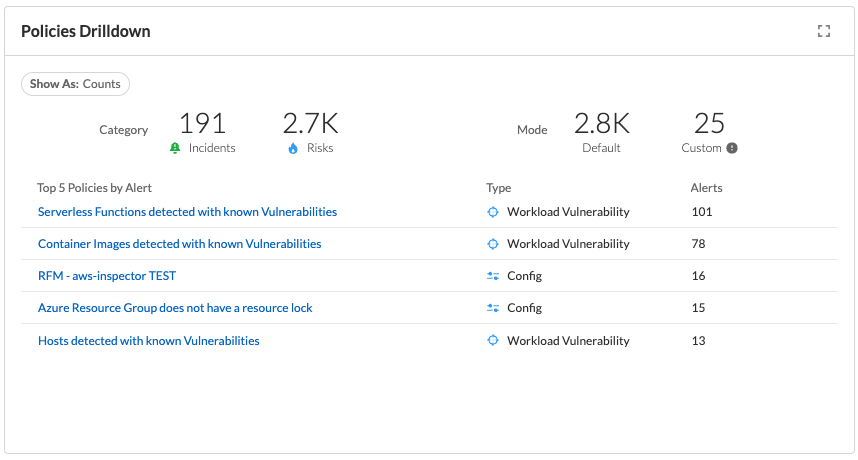 Policies Drilldown
Show As: Counts
Category 191 2.7K Mode 2.8K 25
Incidents Risks Default Custom
Top 5 Policies by Alert Type Alerts
Serverless Functions detected with known Vulnerabilities Workload Vulnerability 101
Container Images detected with known Vulnerabilities Workload Vulnerability 78
RFM - aws-inspector TEST Config 16
Azure Resource Group does not have a resource lock Config 15
Hosts detected with known Vulnerabilities Workload Vulnerability 13